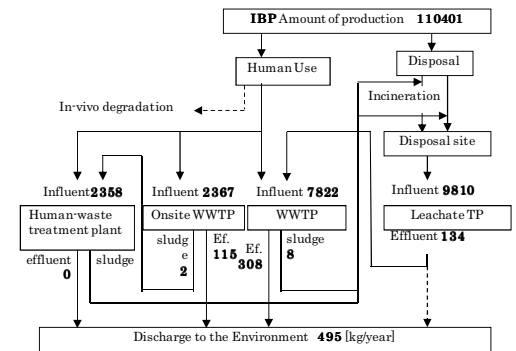 IBP Amount of production 110401
Human Use
Disposal
In-vivo degradation
Incineration
Disposal site
Influent 2358
Influent 2367
Influent 7822
Influent 9810
Human-waste
treatment plant
Onsite WWTP
WWTP
Leachate TP
effluent
0
sludge
sludg
e
2
Ef.
115
Ef.
308
sludge
8
Effluent 134
Discharge to the Environment 495 [kg/year]